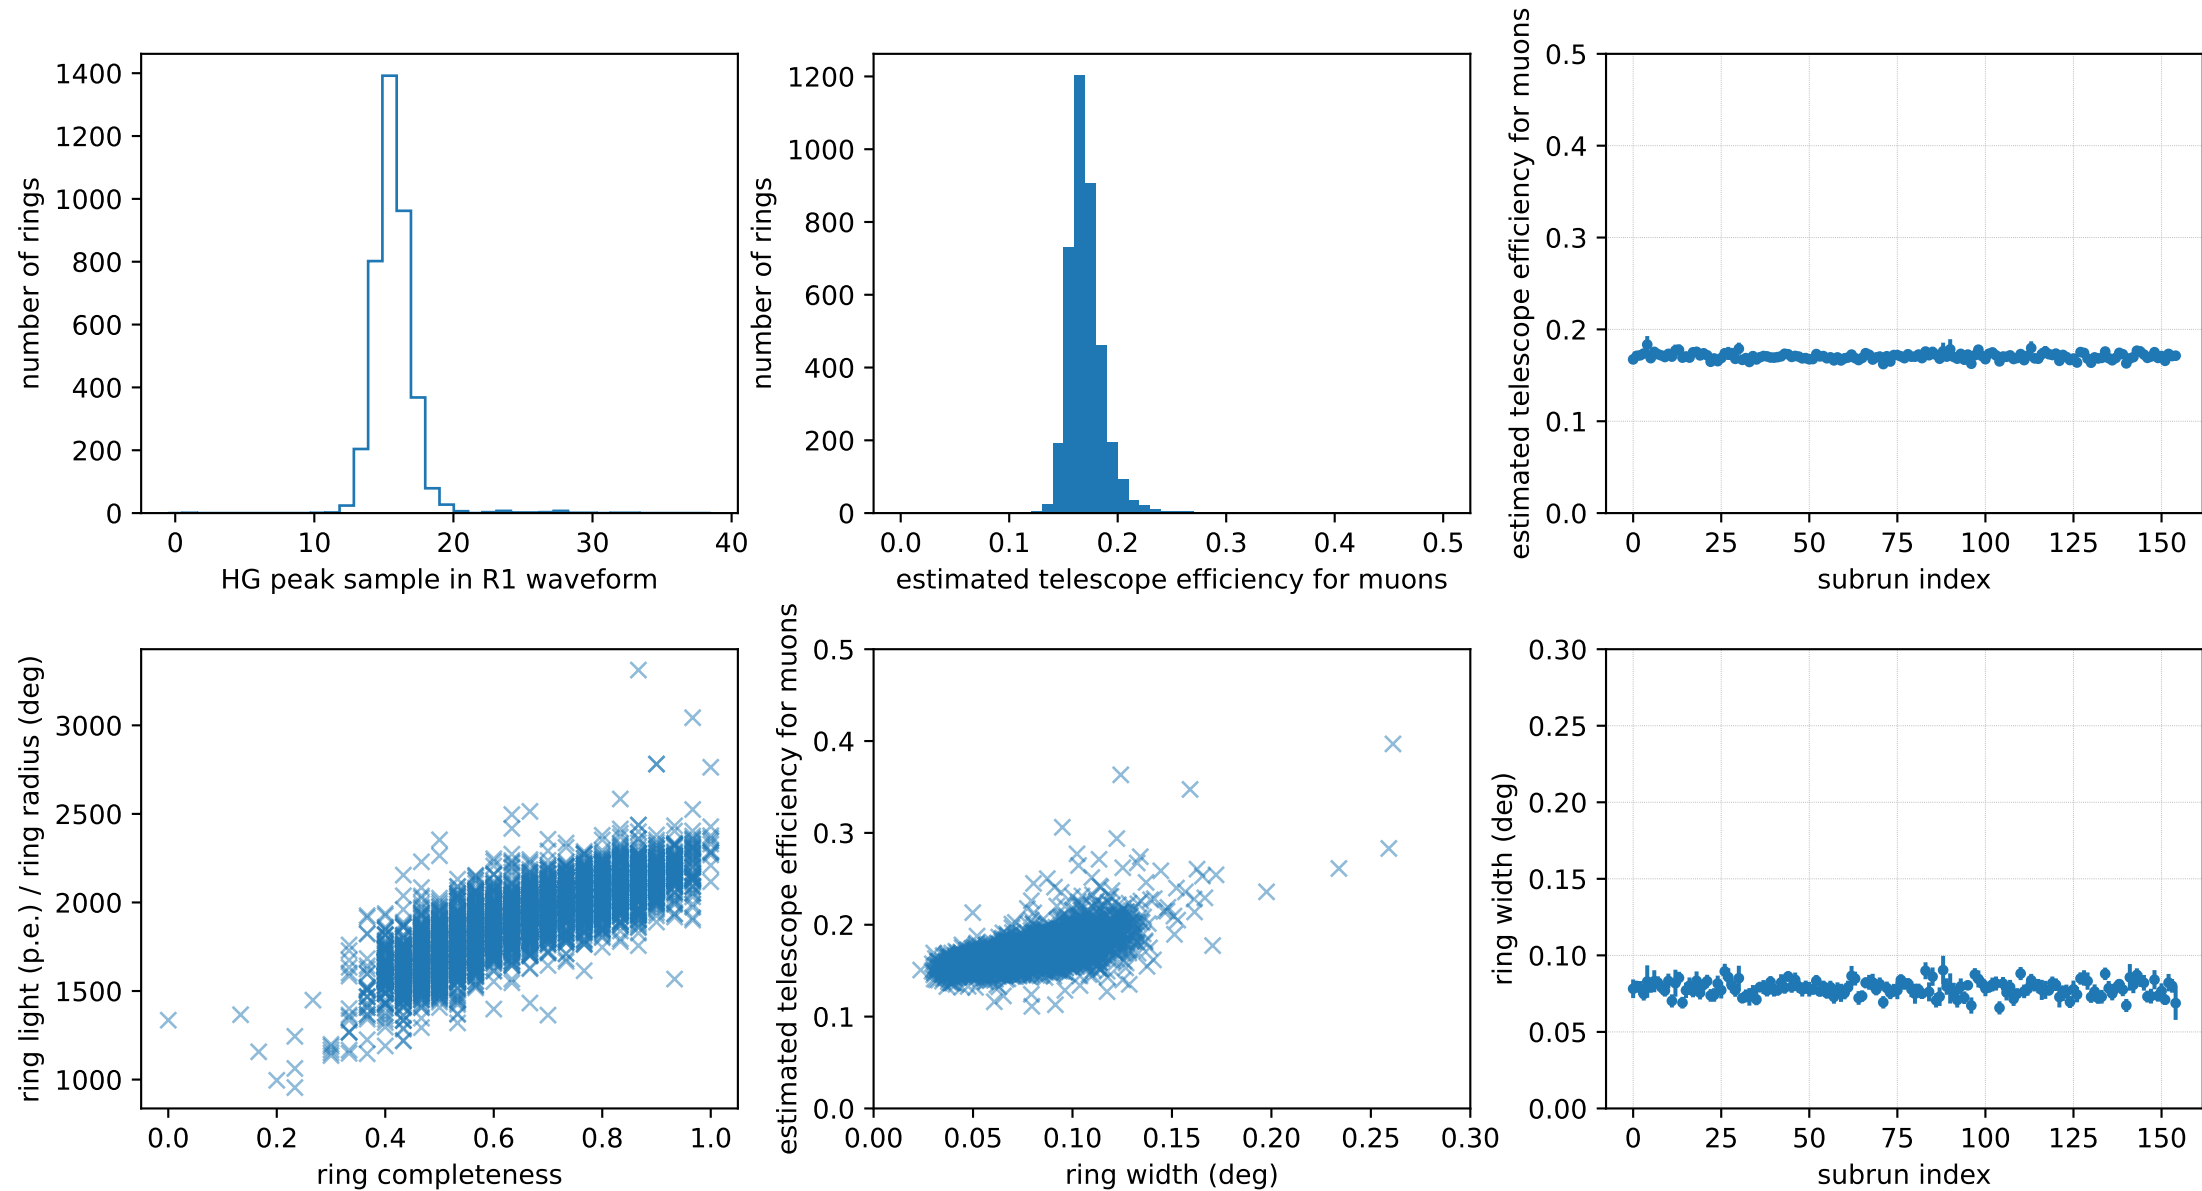 number of rings
1400
1200
1000
800
600
400
200
0
0 10 20 30 40
HG peak sample in R1 waveform
number of rings
1200
1000
800
600
400
200
0
0.0 0.1 0.2 0.3 0.4 0.5
estimated telescope efficiency for muons
estimated telescope efficiency for muons
0.5
0.4
0.3
0.2
0.1
0.0
0 25 50 75 100 125 150
subrun index
ring light (p.e.) / ring radius (deg)
3000
2500
2000
1500
1000
0.0 0.2 0.4 0.6 0.8 1.0
ring completeness
estimated telescope efficiency for muons
0.5
0.4
0.3
0.2
0.1
0.0
0.00 0.05 0.10 0.15 0.20 0.25 0.30
ring width (deg)
ring width (deg)
0.30
0.25
0.20
0.15
0.10
0.05
0.00
0 25 50 75 100 125 150
subrun index